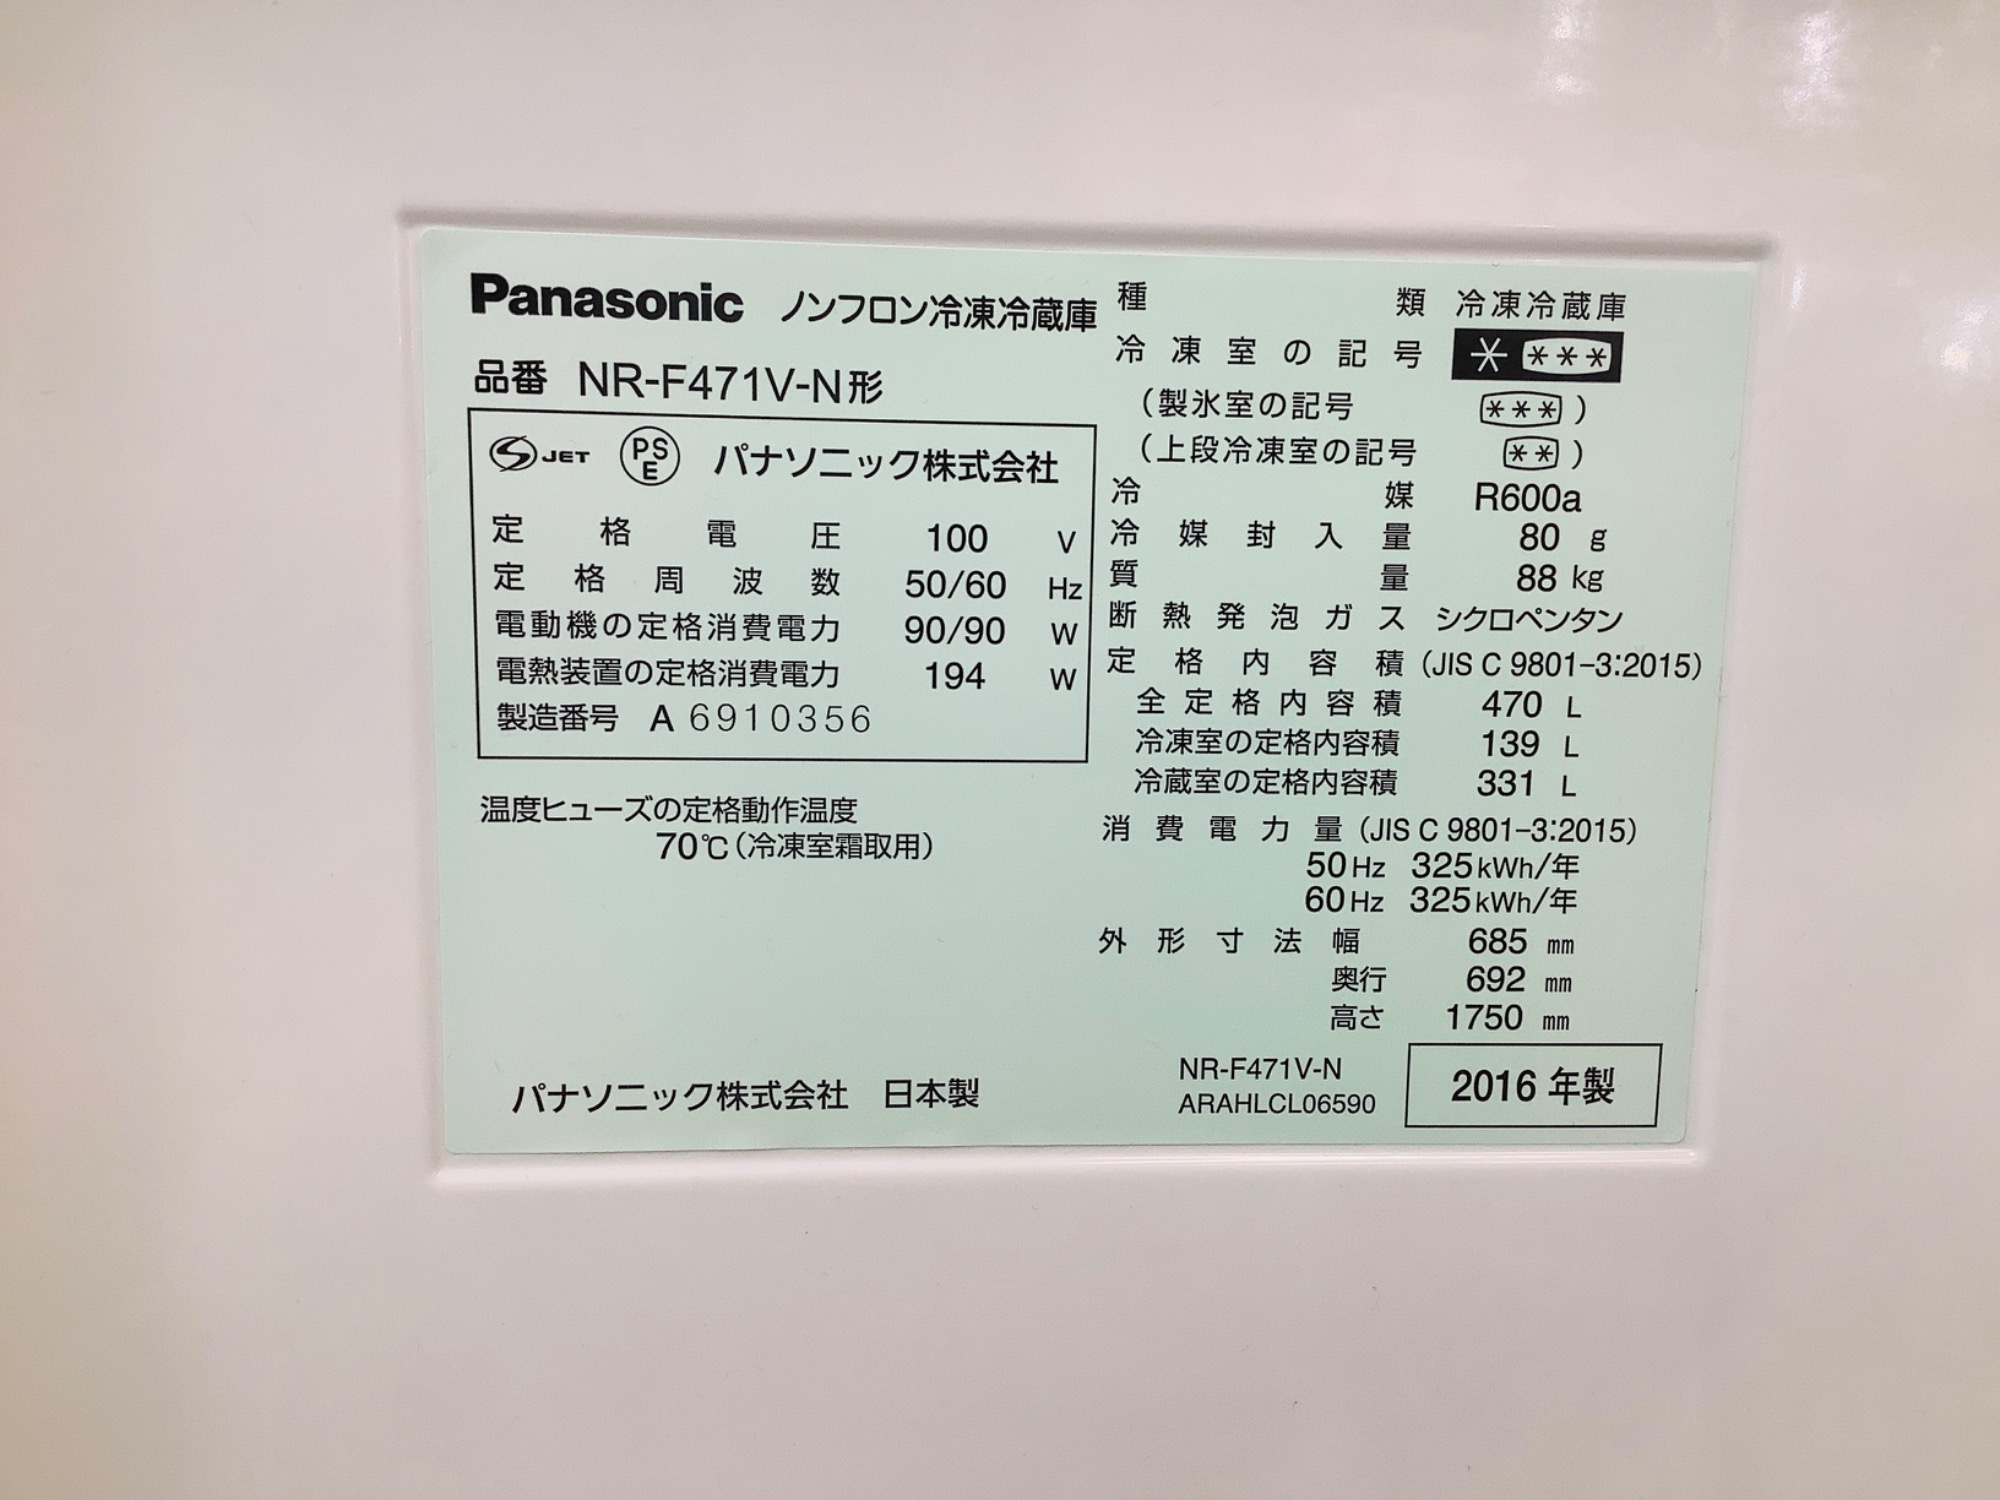 Panasonic ノンフロン冷凍冷蔵庫
品番 NR-F471V-N形
S JET PSE パナソニック株式会社
定格電圧 100 V
定格周波数 50/60 Hz
電動機の定格消費電力 90/90 W
電熱装置の定格消費電力 194 W
製造番号 A 6910356
温度ヒューズの定格動作温度
70℃(冷凍室霜取用)
パナソニック株式会社 日本製
種類 冷凍冷蔵庫
冷凍室の記号 * ***
(製氷室の記号 ***)
(上段冷凍室の記号 **)
冷媒 R600a
冷媒封入量 80 g
質量 88 kg
断熱発泡ガス シクロペンタン
定格内容積 (JIS C 9801-3:2015)
全定格内容積 470 L
冷凍室の定格内容積 139 L
冷蔵室の定格内容積 331 L
消費電力量 (JIS C 9801-3:2015)
50Hz 325kWh/年
60Hz 325kWh/年
外形寸法 幅 685 mm
奥行 692 mm
高さ 1750 mm
NR-F471V-N
ARAHLCL06590
2016 年製